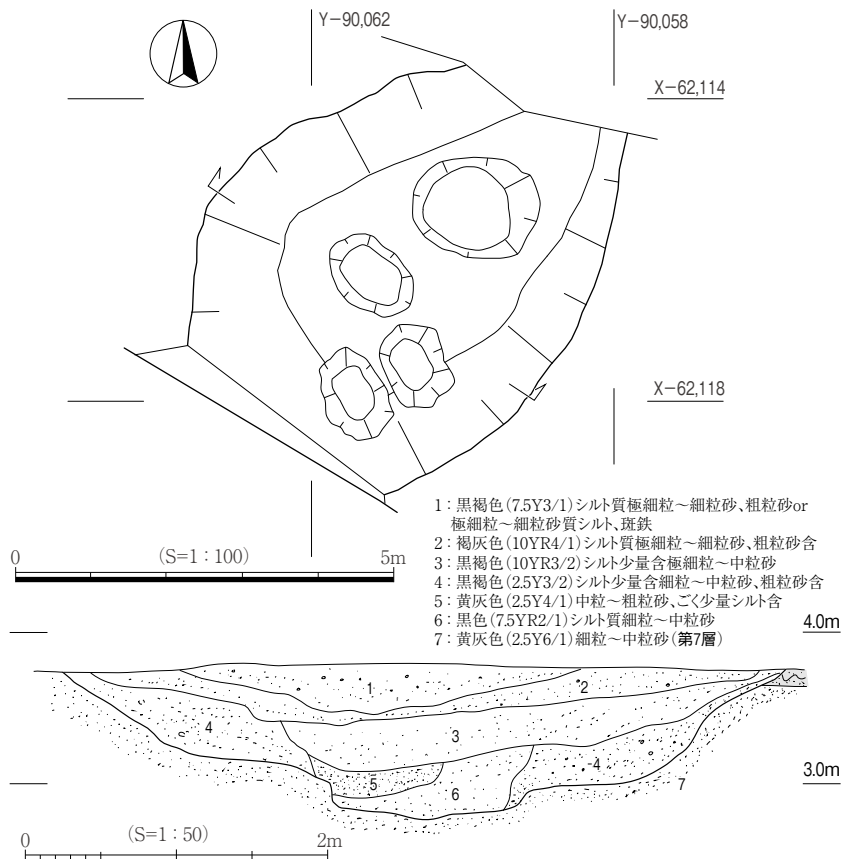 Y−90,062
Y−90,058
X−62,114
X−62,118
1：黒褐色(7.5Y3/1)シルト質極細粒～細粒砂、粗粒砂or
極細粒～細粒砂質シルト、斑鉄
2：褐灰色(10YR4/1)シルト質極細粒～細粒砂、粗粒砂含
3：黒褐色(10YR3/2)シルト少量含極細粒～中粒砂
4：黒褐色(2.5Y3/2)シルト少量含細粒～中粒砂、粗粒砂含
5：黄灰色(2.5Y4/1)中粒～粗粒砂、ごく少量シルト含
6：黒色(7.5YR2/1)シルト質細粒～中粒砂
7：黄灰色(2.5Y6/1)細粒～中粒砂(第7層)
0 (S=1：100) 5m
4.0m
1 2
3
4 4
5 6 7
3.0m
0 (S=1：50) 2m